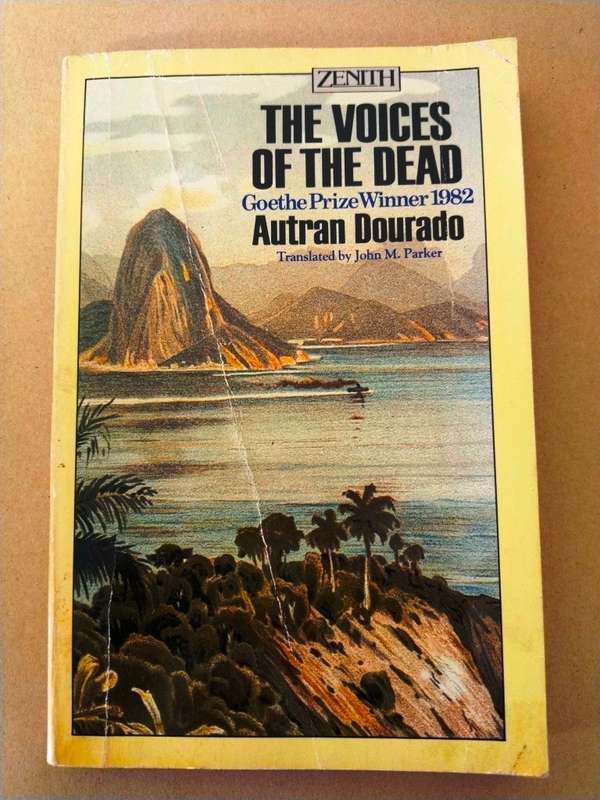 ZENITH
THE VOICES
OF THE DEAD
Goethe Prize Winner 1982
Autran Dourado
Translated by John M. Parker